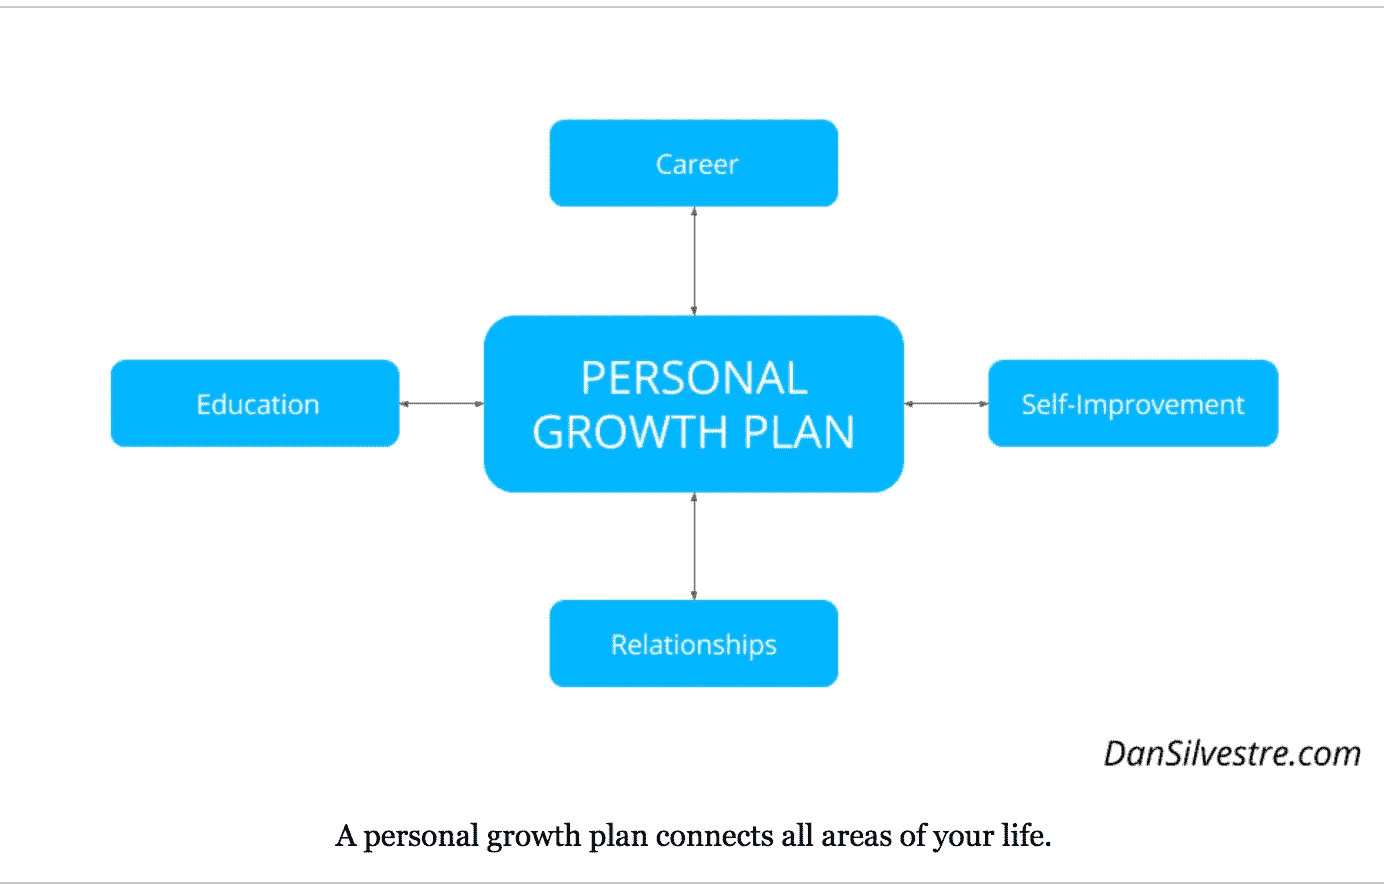 Career
PERSONAL
GROWTH PLAN
Education
Self-Improvement
Relationships
DanSilvestre.com
A personal growth plan connects all areas of your life.